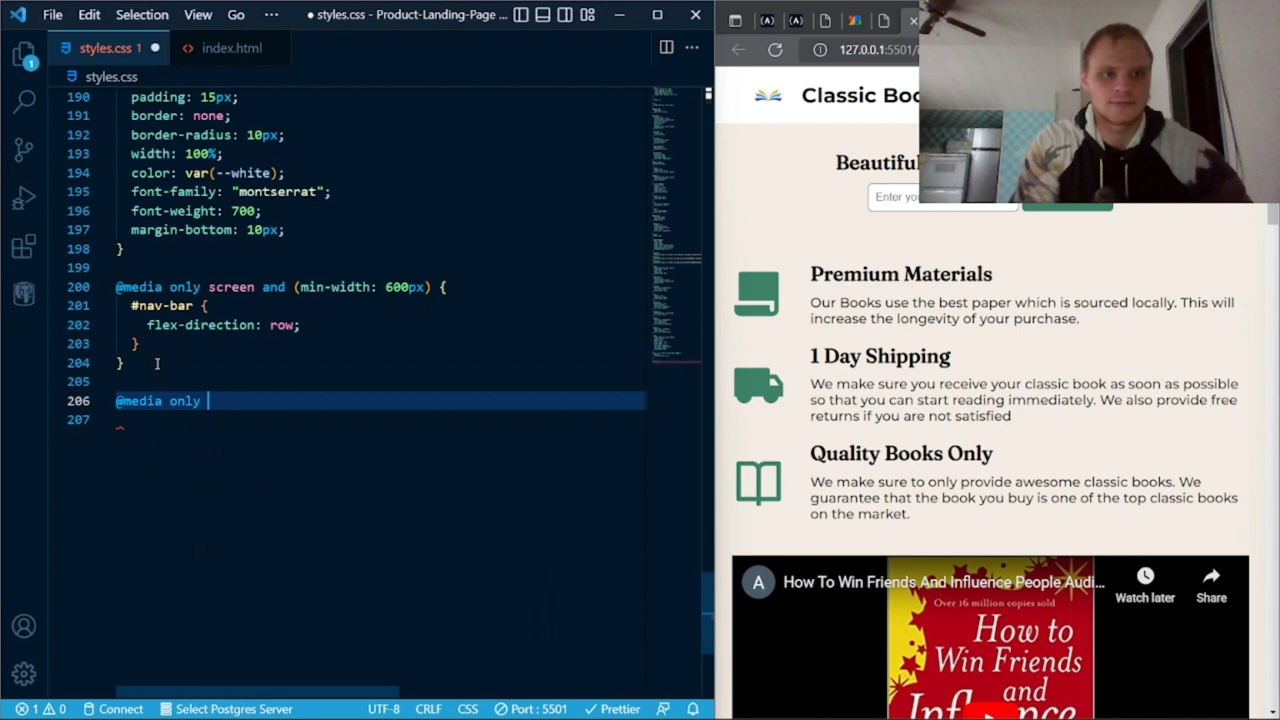 File Edit Selection View Go ··· ● styles.css - Product-Landing-Page ...
styles.css 1 ● index.html
styles.css
190 padding: 15px;
191 border: none;
192 border-radius: 10px;
193 width: 100%;
194 color: var(--white);
195 font-family: "montserrat";
196 font-weight: 700;
197 margin-bottom: 10px;
198 }
199
200 @media only screen and (min-width: 600px) {
201 #nav-bar {
202 flex-direction: row;
203 }
204 }
205
206 @media only
207
1 0 Connect Select Postgres Server UTF-8 CRLF CSS Port : 5501 Prettier
127.0.0.1:5501/
Classic Boo
Beautiful
Enter yo
Premium Materials
Our Books use the best paper which is sourced locally. This will
increase the longevity of your purchase.
1 Day Shipping
We make sure you receive your classic book as soon as possible
so that you can start reading immediately. We also provide free
returns if you are not satisfied
Quality Books Only
We make sure to only provide awesome classic books. We
guarantee that the book you buy is one of the top classic books
on the market.
A How To Win Friends And Influence People Audi...
Watch later Share
Over 16 million copies sold
How to
Win Friends
and